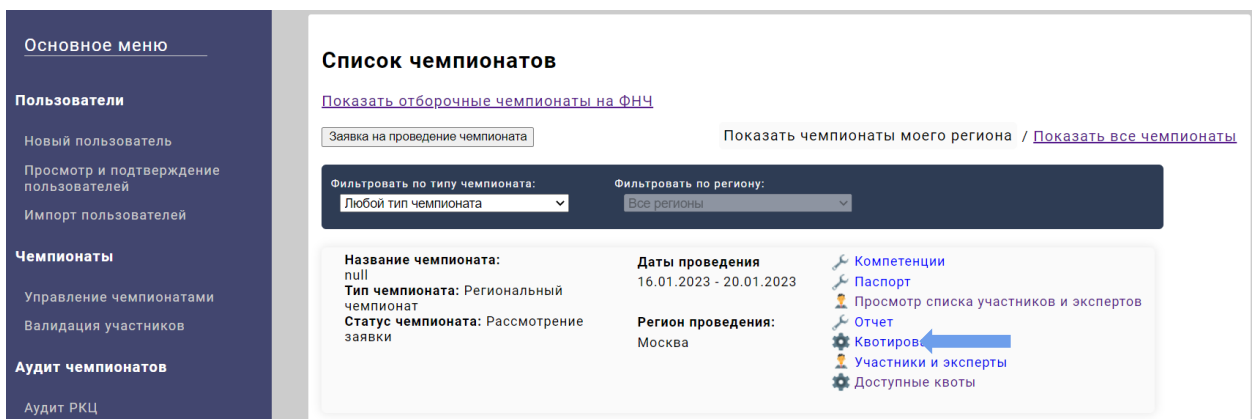 Основное меню
Пользователи
Новый пользователь
Просмотр и подтверждение
пользователей
Импорт пользователей
Чемпионаты
Управление чемпионатами
Валидация участников
Аудит чемпионатов
Аудит РКЦ
Список чемпионатов
Показать отборочные чемпионаты на ФНЧ
Заявка на проведение чемпионата
Показать чемпионаты моего региона / Показать все чемпионаты
Фильтровать по типу чемпионата:
Любой тип чемпионата
Фильтровать по региону:
Все регионы
Название чемпионата:
null
Тип чемпионата: Региональный
чемпионат
Статус чемпионата: Рассмотрение
заявки
Даты проведения
16.01.2023 - 20.01.2023
Регион проведения:
Москва
Компетенции
Паспорт
Просмотр списка участников и экспертов
Отчет
Участники и эксперты
Доступные квоты